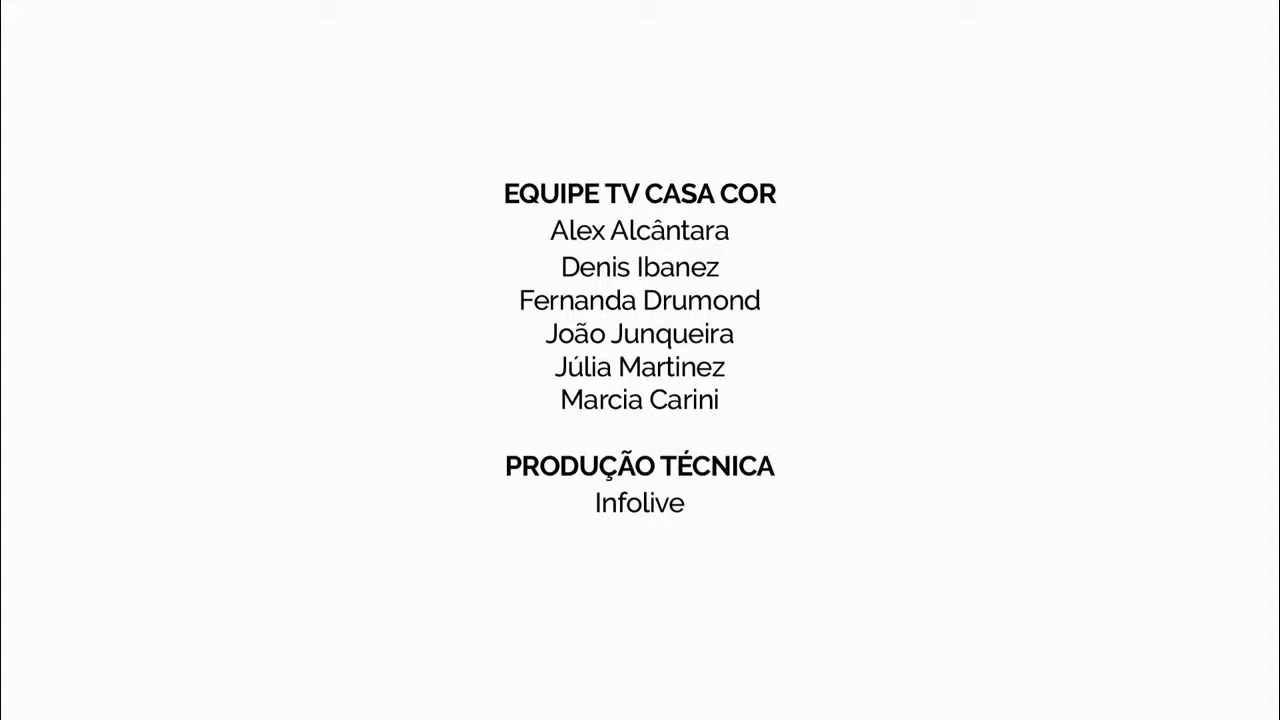 EQUIPE TV CASA COR
Alex Alcântara
Denis Ibanez
Fernanda Drumond
João Junqueira
Júlia Martinez
Marcia Carini
PRODUÇÃO TÉCNICA
Infolive